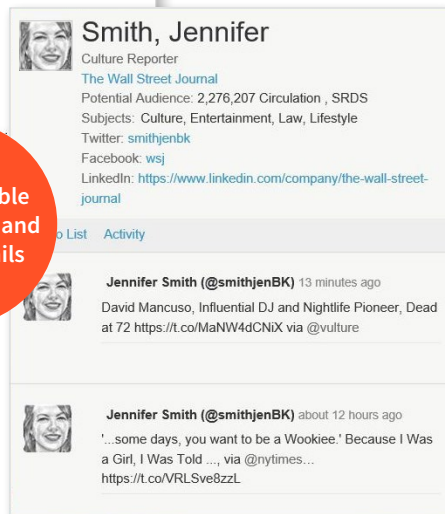 Smith, Jennifer
Culture Reporter
The Wall Street Journal
Potential Audience: 2,276,207 Circulation , SRDS
Subjects: Culture, Entertainment, Law, Lifestyle
Twitter: smithjenbk
Facebook: wsj
LinkedIn: https://www.linkedin.com/company/the-wall-street-
journal
and
List Activity
Jennifer Smith (@smithjenBK) 13 minutes ago
David Mancuso, Influential DJ and Nightlife Pioneer, Dead
at 72 https://t.co/MaNW4dCNiX via @vulture
Jennifer Smith (@smithjenBK) about 12 hours ago
'...some days, you want to be a Wookiee.' Because I Was
a Girl, I Was Told ..., via @nytimes…
https://t.co/VRLSve8zzL